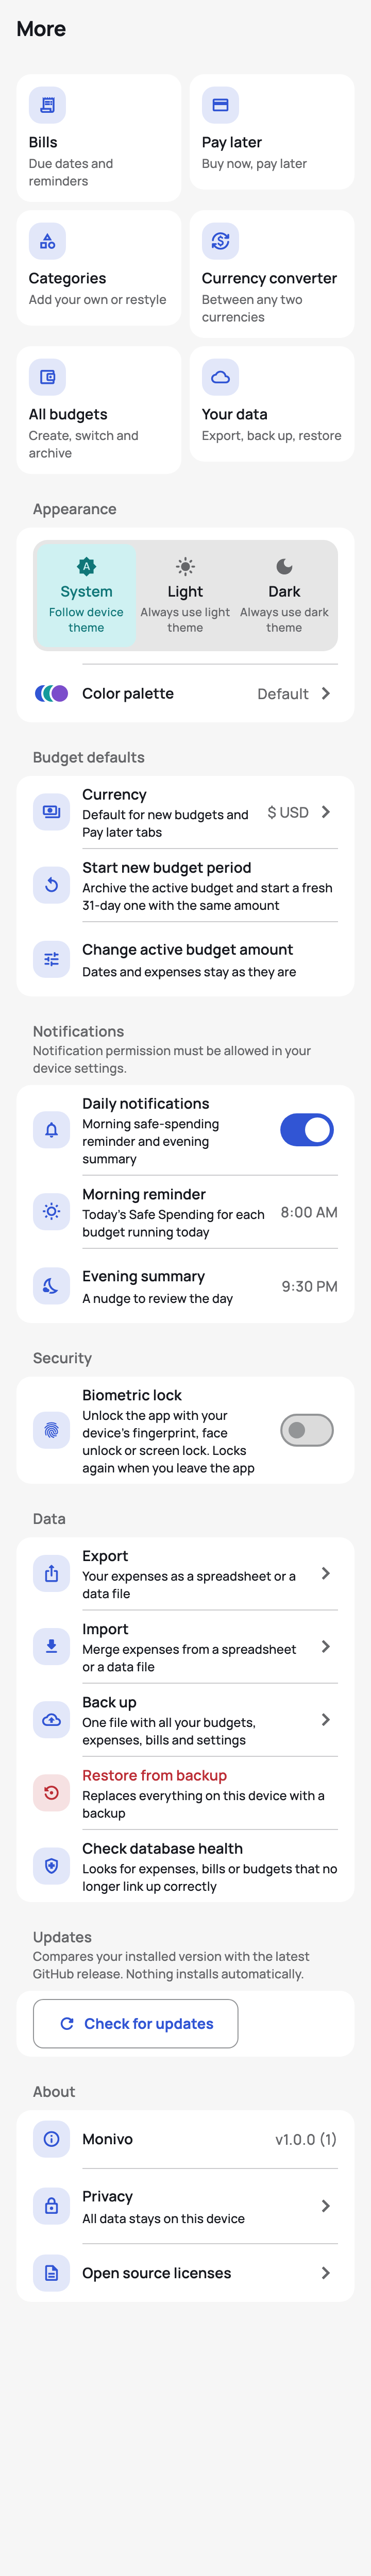 More
Bills
Due dates and
reminders
Pay later
Buy now, pay later
Categories
Add your own or restyle
Currency converter
Between any two
currencies
All budgets
Create, switch and
archive
Your data
Export, back up, restore
Appearance
System
Follow device
theme
Light
Always use light
theme
Dark
Always use dark
theme
Color palette
Default
Budget defaults
Currency
Default for new budgets and
Pay later tabs
$ USD
Start new budget period
Archive the active budget and start a fresh
31-day one with the same amount
Change active budget amount
Dates and expenses stay as they are
Notifications
Notification permission must be allowed in your
device settings.
Daily notifications
Morning safe-spending
reminder and evening
summary
Morning reminder
Today's Safe Spending for each
budget running today
8:00 AM
Evening summary
A nudge to review the day
9:30 PM
Security
Biometric lock
Unlock the app with your
device's fingerprint, face
unlock or screen lock. Locks
again when you leave the app
Data
Export
Your expenses as a spreadsheet or a
data file
Import
Merge expenses from a spreadsheet
or a data file
Back up
One file with all your budgets,
expenses, bills and settings
Restore from backup
Replaces everything on this device with a
backup
Check database health
Looks for expenses, bills or budgets that no
longer link up correctly
Updates
Compares your installed version with the latest
GitHub release. Nothing installs automatically.
Check for updates
About
Monivo
v1.0.0 (1)
Privacy
All data stays on this device
Open source licenses